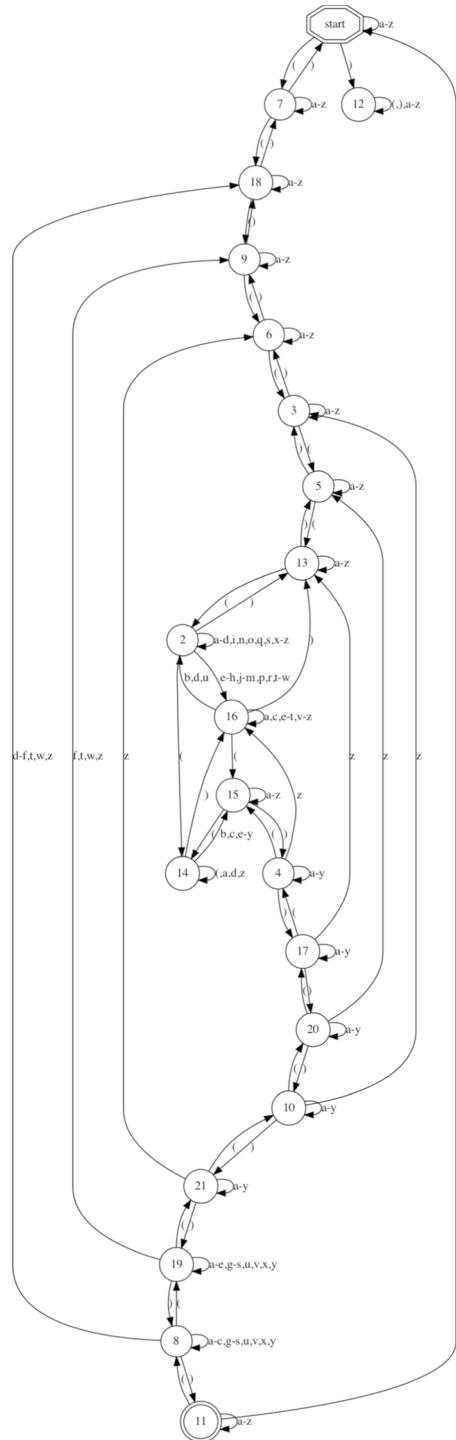 start
a-z
( )
)
7
a-z
12
(,),a-z
( )
18
a-z
()
9
a-z
( )
6
a-z
( )
3
a-z
) (
5
a-z
) (
13
a-z
( )
2
a-d,i,n,o,q,s,x-z
b,d,u
e-h,j-m,p,r,t-w
)
16
a,c,e-t,v-z
d-f,t,w,z
f,t,w,z
z
(
)
(
z
z
z
z
15
a-z
( b,c,e-y
( )
14
(,a,d,z
4
a-y
) (
17
a-y
()
20
a-y
( )
10
a-y
( )
21
a-y
( )
19
a-e,g-s,u,v,x,y
) (
8
a-c,g-s,u,v,x,y
( )
11
a-z